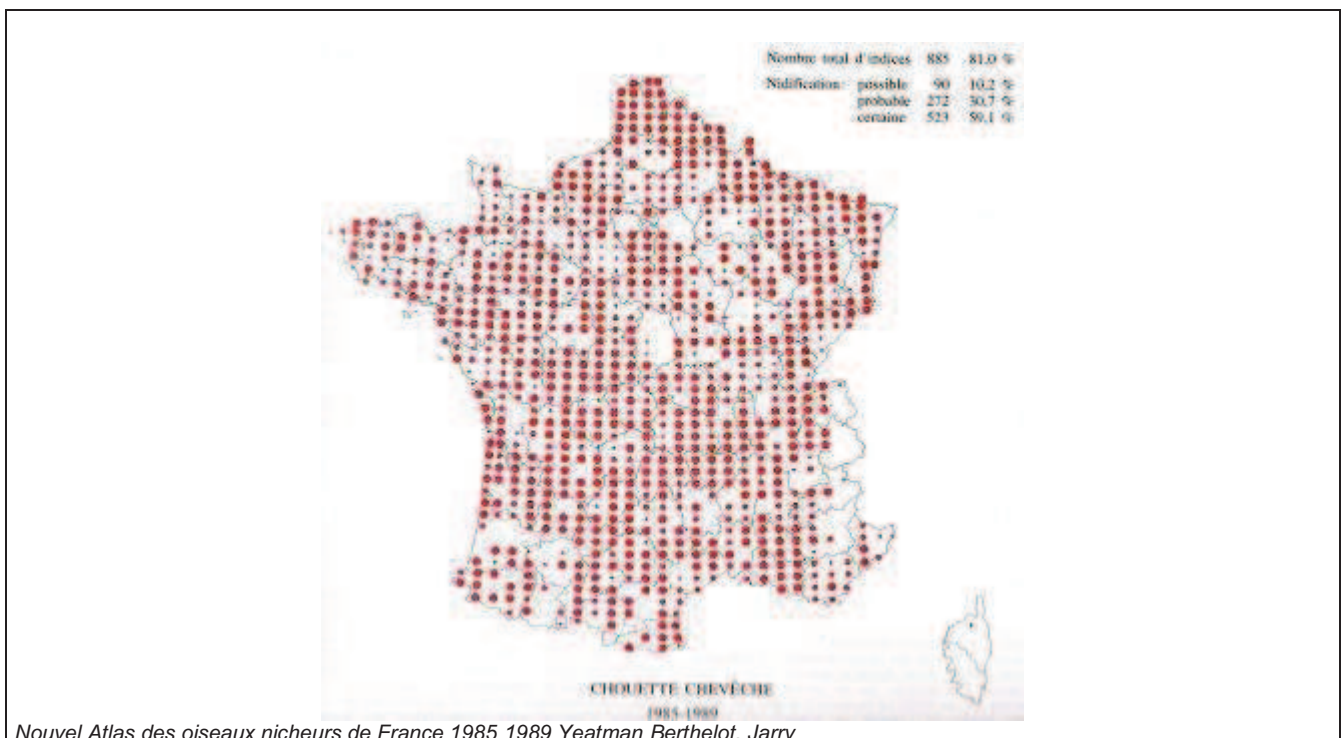 Nombre total d'indices 885 81.0 %
Nidification: possible 90 10.2 %
probable 272 30.7 %
certaine 523 59.1 %
CHOUETTE CHEVÊCHE
1985-1989
Nouvel Atlas des oiseaux nicheurs de France 1985 1989 Yeatman Berthelot, Jarry